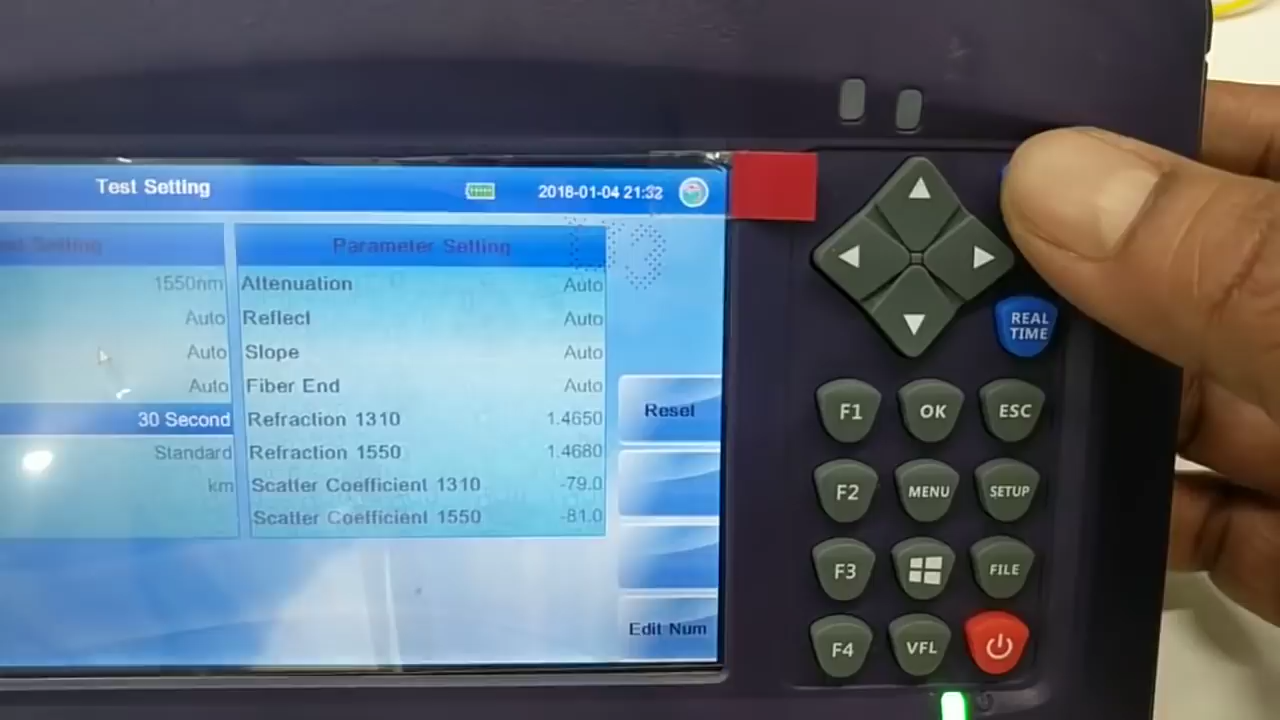 Test Setting 2018-01-04 21:32
Setting Parameter Setting
1550nm Attenuation Auto
Auto Reflect Auto
Auto Slope Auto
Auto Fiber End Auto
30 Second Refraction 1310 1.4650
Standard Refraction 1550 1.4680
km Scatter Coefficient 1310 -79.0
Scatter Coefficient 1550 -81.0
Reset
Edit Num
REAL
TIME
F1 OK ESC
F2 MENU SETUP
F3 FILE
F4 VFL